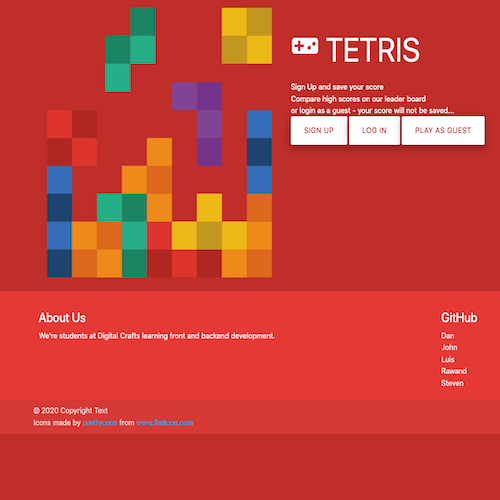 TETRIS
Sign Up and save your score
Compare high scores on our leader board
or login as a guest - your score will not be saved...
SIGN UP LOG IN PLAY AS GUEST
About Us
We're students at Digital Crafts learning front and backend development.
GitHub
Dan
John
Luis
Rawand
Steven
© 2020 Copyright Text
Icons made by prettycons from www.flaticon.com